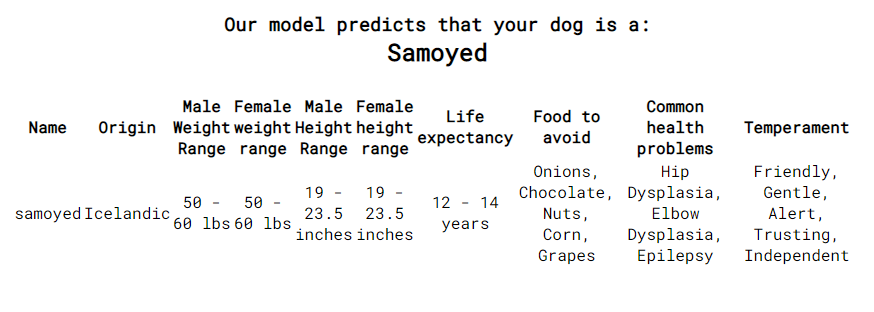 Our model predicts that your dog is a:
Samoyed
Name
Origin
Male
Weight
Range
Female
weight
range
Male
Height
Range
Female
height
range
Life
expectancy
Food to
avoid
Common
health
problems
Temperament
samoyed
Icelandic
50 -
60 lbs
50 -
60 lbs
19 -
23.5
inches
19 -
23.5
inches
12 - 14
years
Onions,
Chocolate,
Nuts,
Corn,
Grapes
Hip
Dysplasia,
Elbow
Dysplasia,
Epilepsy
Friendly,
Gentle,
Alert,
Trusting,
Independent